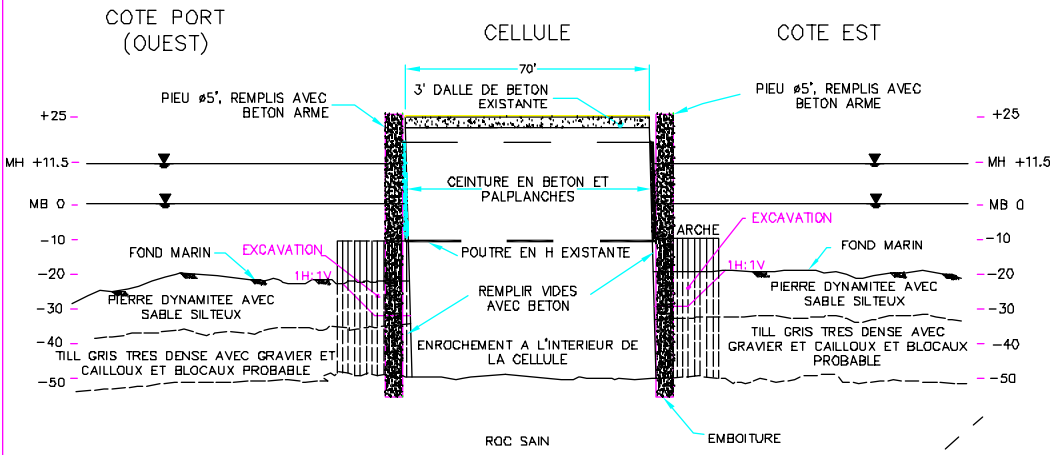 COTE PORT
(OUEST)
CELLULE
COTE EST
70'
3' DALLE DE BETON
EXISTANTE
PIEU ø5', REMPLIS AVEC
BETON ARME
PIEU ø5', REMPLIS AVEC
BETON ARME
+25
+25
MH +11.5
MH +11.5
CEINTURE EN BETON ET
PALPLANCHES
MB 0
MB 0
EXCAVATION
ARCHE
-10
-10
EXCAVATION
FOND MARIN
POUTRE EN H EXISTANTE
FOND MARIN
1H:1V
1H:1V
-20
-20
PIERRE DYNAMITEE AVEC
SABLE SILTEUX
REMPLIR VIDES
AVEC BETON
PIERRE DYNAMITEE AVEC
SABLE SILTEUX
-30
-30
TILL GRIS TRES DENSE AVEC GRAVIER ET
CAILLOUX ET BLOCAUX PROBABLE
ENROCHEMENT A L'INTERIEUR DE
LA CELLULE
TILL GRIS TRES DENSE AVEC
GRAVIER ET CAILLOUX ET BLOCAUX
PROBABLE
-40
-40
-50
-50
ROC SAIN
EMBOITURE